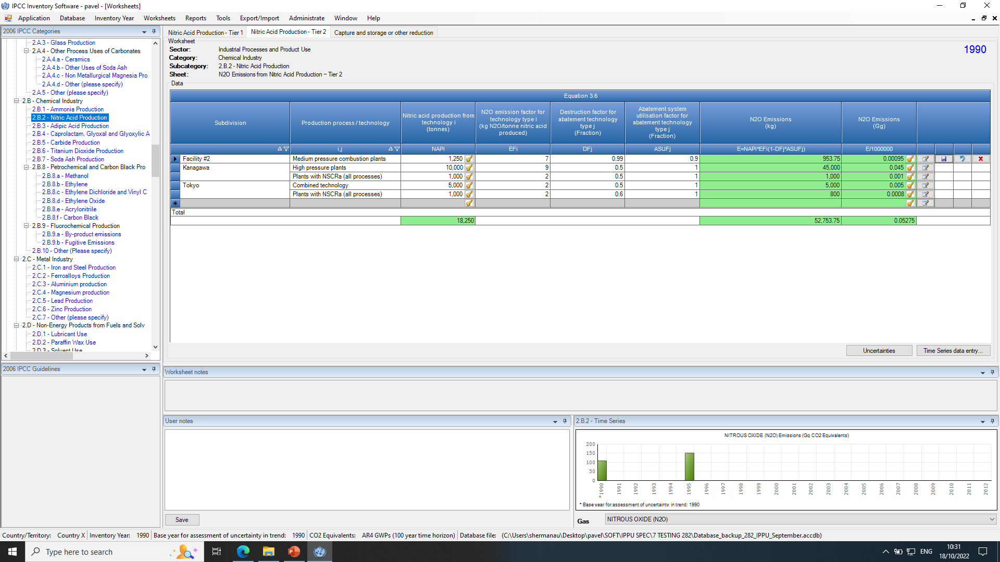 IPCC Inventory Software - pavel - [Worksheets]
Application Database Inventory Year Worksheets Reports Tools Export/Import Administrate Window Help
2006 IPCC Categories
2.A.3 - Glass Production
2.A.4 - Other Process Uses of Carbonates
2.A.4.a - Ceramics
2.A.4.b - Other Uses of Soda Ash
2.A.4.c - Non Metallurgical Magnesia Pro
2.A.4.d - Other (please specify)
2.A.5 - Other (please specify)
2.B - Chemical Industry
2.B.1 - Ammonia Production
2.B.2 - Nitric Acid Production
2.B.3 - Adipic Acid Production
2.B.4 - Caprolactam, Glyoxal and Glyoxylic A
2.B.5 - Carbide Production
2.B.6 - Titanium Dioxide Production
2.B.7 - Soda Ash Production
2.B.8 - Petrochemical and Carbon Black Pro
2.B.8.a - Methanol
2.B.8.b - Ethylene
2.B.8.c - Ethylene Dichloride and Vinyl C
2.B.8.d - Ethylene Oxide
2.B.8.e - Acrylonitrile
2.B.8.f - Carbon Black
2.B.9 - Fluorochemical Production
2.B.9.a - By-product emissions
2.B.9.b - Fugitive Emissions
2.B.10 - Other (Please specify)
2.C - Metal Industry
2.C.1 - Iron and Steel Production
2.C.2 - Ferroalloys Production
2.C.3 - Aluminium production
2.C.4 - Magnesium production
2.C.5 - Lead Production
2.C.6 - Zinc Production
2.C.7 - Other (please specify)
2.D - Non-Energy Products from Fuels and Solv
2.D.1 - Lubricant Use
2.D.2 - Paraffin Wax Use
2.D.3 - Solvent Use
2006 IPCC Guidelines
Nitric Acid Production - Tier 1 Nitric Acid Production - Tier 2 Capture and storage or other reduction
Worksheet
Sector: Industrial Processes and Product Use
1990
Category: Chemical Industry
Subcategory: 2.B.2 - Nitric Acid Production
Sheet: N2O Emissions from Nitric Acid Production – Tier 2
Data
Equation 3.6
Subdivision
Production process / technology
Nitric acid production from
technology i
(tonnes)
N2O emission factor for
technology type i
(kg N2O/tonne nitric acid
produced)
Destruction factor for
abatement technology
type j
(Fraction)
Abatement system
utilisation factor for
abatement technology
type j
(Fraction)
N2O Emissions
(kg)
N2O Emissions
(Gg)
i,j NAPi EFi DFj ASUFj E=NAPi*EFi(1-DFj*ASUFj) E/1000000
Facility #2 Medium pressure combustion plants 1,250 7 0.99 0.9 953.75 0.00095
Kanagawa High pressure plants 10,000 9 0.5 1 45,000 0.045
Plants with NSCRa (all processes) 1,000 2 0.5 1 1,000 0.001
Tokyo Combined technology 5,000 2 0.5 1 5,000 0.005
Plants with NSCRa (all processes) 1,000 2 0.6 1 800 0.0008
Total
18,250 52,753.75 0.05275
Uncertainties Time Series data entry...
Worksheet notes
User notes
Save
2.B.2 - Time Series
NITROUS OXIDE (N2O) Emissions (Gg CO2 Equivalents)
200
150
100
50
0
*1990 1991 1992 1993 1994 1995 1996 1997 1998 1999 2000 2001 2002 2003 2004 2005 2006 2007 2008 2009 2010 2011 2012
* Base year for assessment of uncertainty in trend: 1990
Gas NITROUS OXIDE (N2O)
Country/Territory: Country X Inventory Year: 1990 Base year for assessment of uncertainty in trend: 1990 CO2 Equivalents: AR4 GWPs (100 year time horizon) Database file: (C:\Users\shermanau\Desktop\pavel\SOFT\IPPU SPEC\7 TESTING 282\Database_backup_282_IPPU_September.accdb)
Type here to search
ENG
10:31
18/10/2022